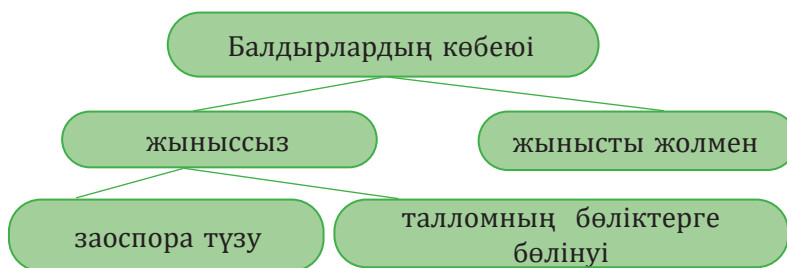 Балдырлардың көбеюі
жыныссыз
жынысты жолмен
заоспора түзу
талломның бөліктерге
бөлінуі